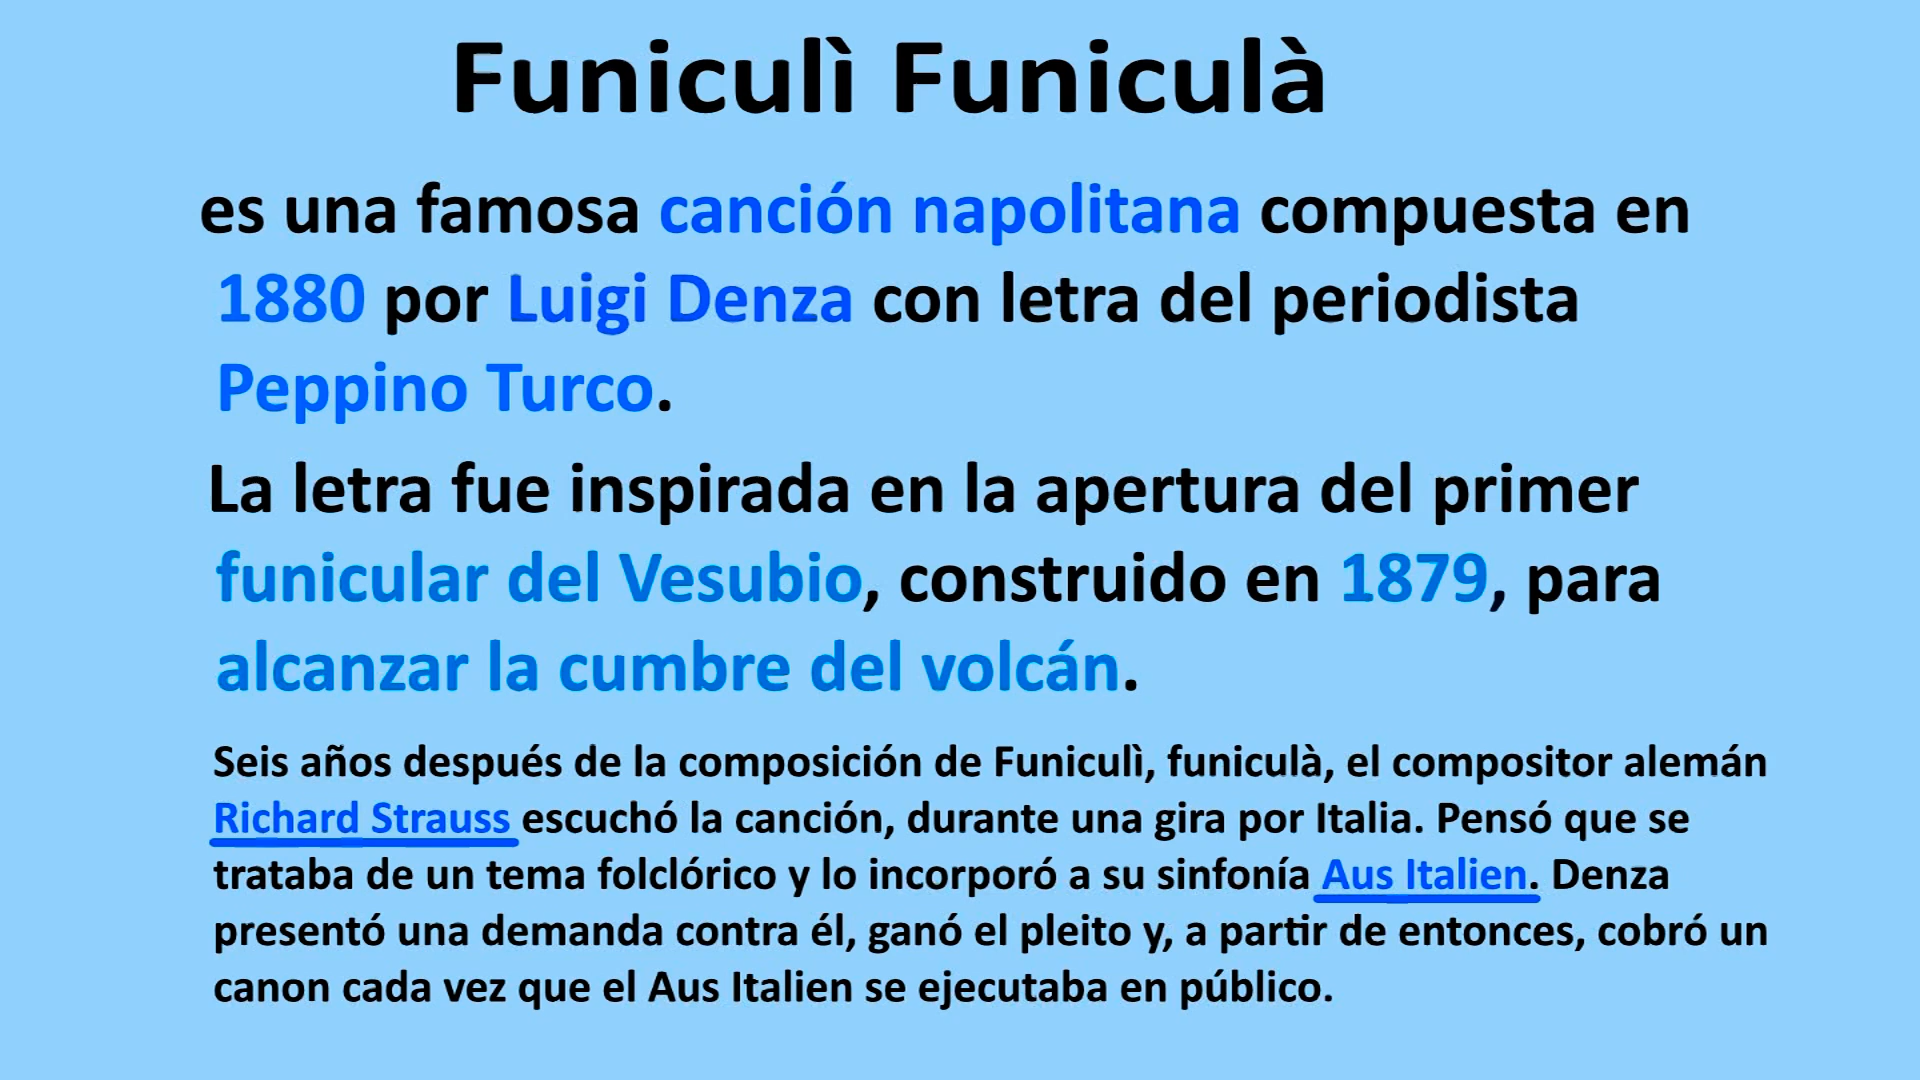 Funiculì Funiculà
es una famosa canción napolitana compuesta en
1880 por Luigi Denza con letra del periodista
Peppino Turco.
La letra fue inspirada en la apertura del primer
funicular del Vesubio, construido en 1879, para
alcanzar la cumbre del volcán.
Seis años después de la composición de Funiculì, funiculà, el compositor alemán
Richard Strauss escuchó la canción, durante una gira por Italia. Pensó que se
trataba de un tema folclórico y lo incorporó a su sinfonía Aus Italien. Denza
presentó una demanda contra él, ganó el pleito y, a partir de entonces, cobró un
canon cada vez que el Aus Italien se ejecutaba en público.